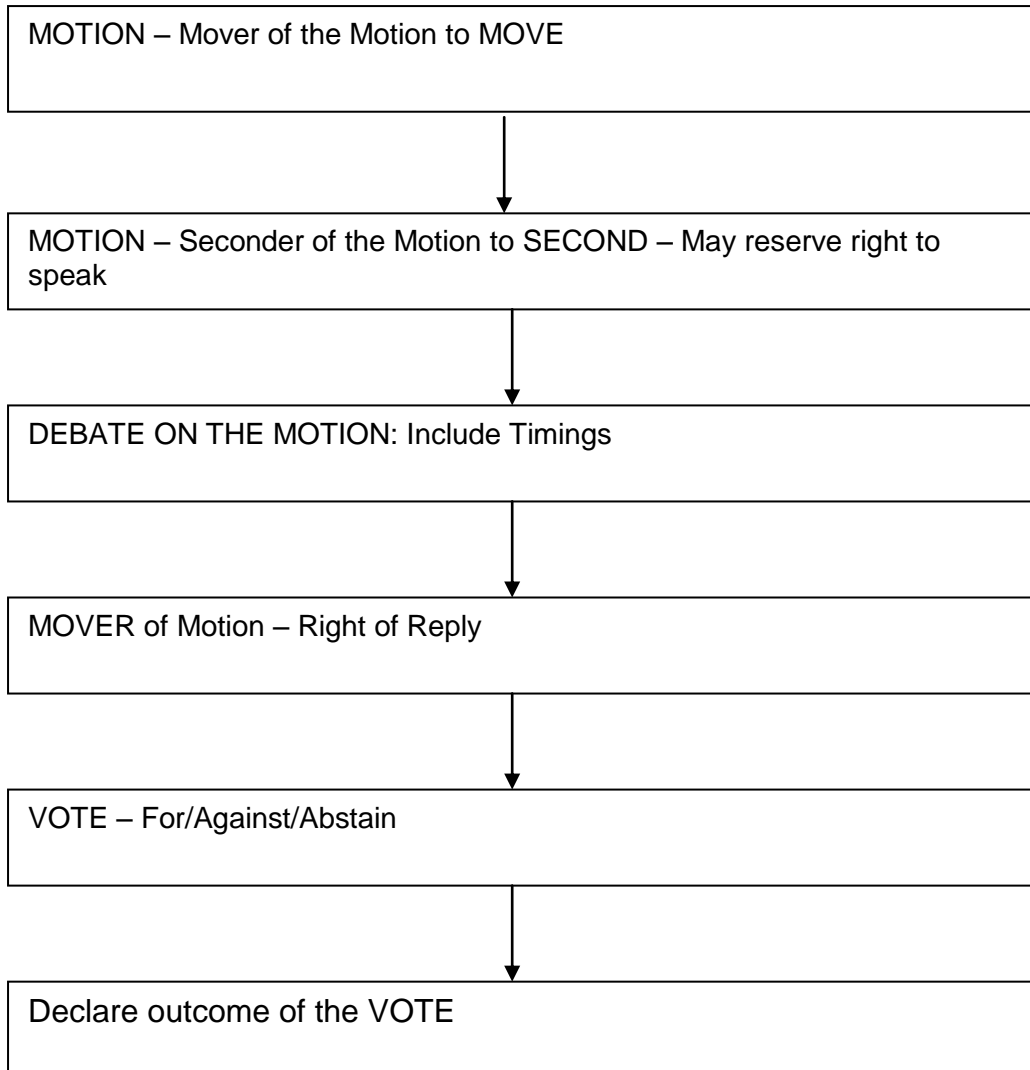 MOTION – Mover of the Motion to MOVE
MOTION – Seconder of the Motion to SECOND – May reserve right to
speak
DEBATE ON THE MOTION: Include Timings
MOVER of Motion – Right of Reply
VOTE – For/Against/Abstain
Declare outcome of the VOTE